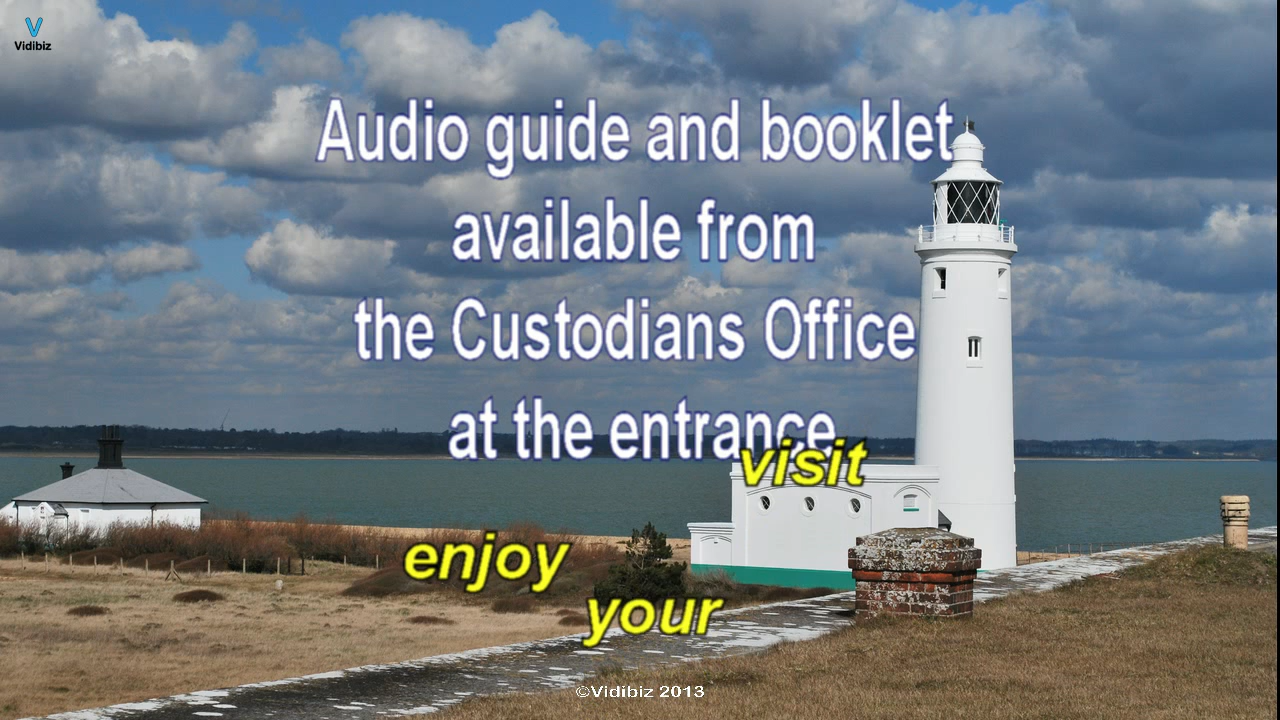 Vidibiz
Audio guide and booklet
available from
the Custodians Office
at the entrance
visit
enjoy
your
©Vidibiz 2013